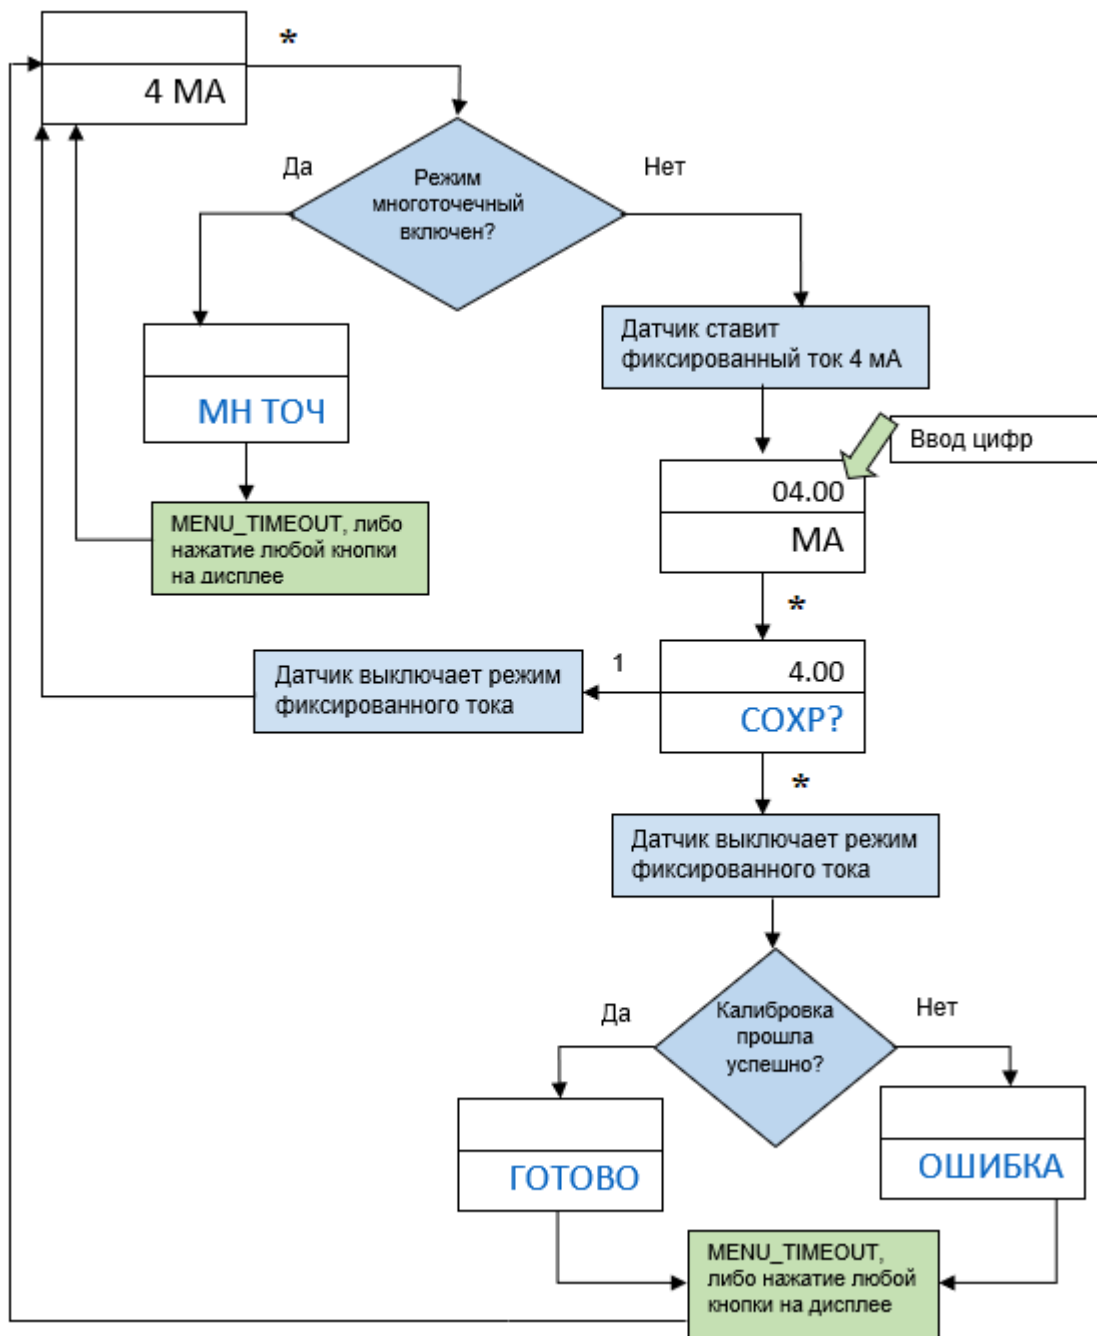 *
4 МА
Да
Нет
Режим
многоточечный
включен?
Датчик ставит
фиксированный ток 4 мА
МН ТОЧ
Ввод цифр
04.00
МА
MENU_TIMEOUT, либо
нажатие любой кнопки
на дисплее
*
Датчик выключает режим
фиксированного тока
1
4.00
СОХР?
*
Датчик выключает режим
фиксированного тока
Да
Нет
Калибровка
прошла
успешно?
ГОТОВО
ОШИБКА
MENU_TIMEOUT,
либо нажатие любой
кнопки на дисплее